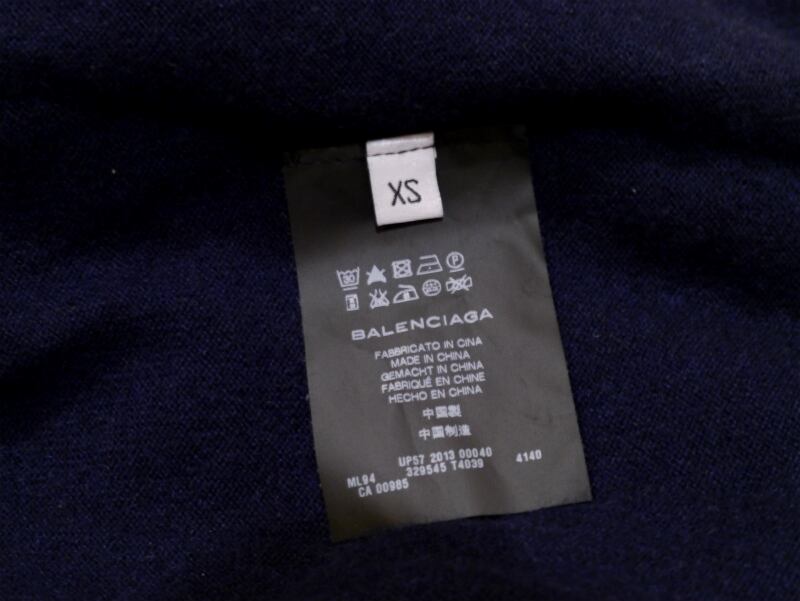 XS
30
P
BALENCIAGA
FABBRICATO IN CINA
MADE IN CHINA
GEMACHT IN CHINA
FABRIQUÉ EN CHINE
HECHO EN CHINA
中国製
中国制造
UP57 2013 00040
ML94 329545 T4039 4140
CA 00985